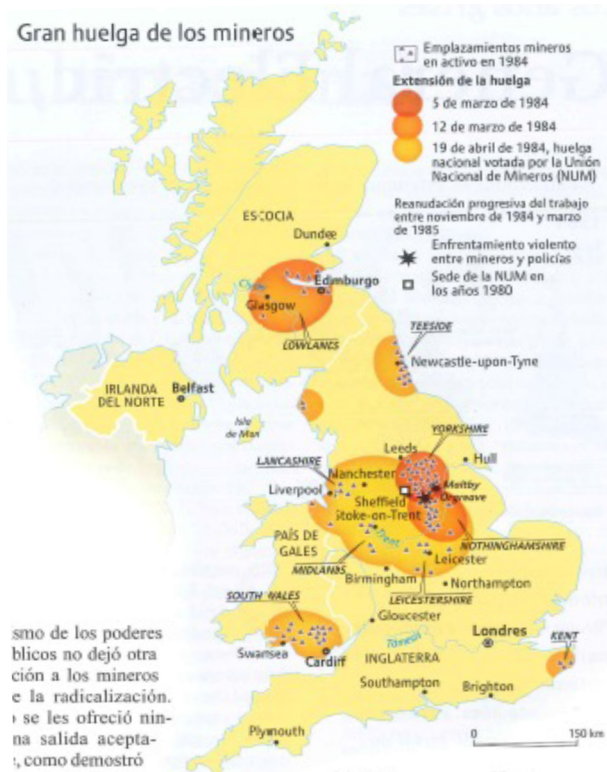 Gran huelga de los mineros
Emplazamientos mineros
en activo en 1984
Extensión de la huelga
5 de marzo de 1984
12 de marzo de 1984
19 de abril de 1984, huelga
nacional votada por la Unión
Nacional de Mineros (NUM)
Reanudación progresiva del trabajo
entre noviembre de 1984 y marzo
de 1985
Enfrentamiento violento
entre mineros y policías
Sede de la NUM en
los años 1980
ESCOCIA
Dundee
Clyde
Edimburgo
Glasgow
LOWLANDS
TEESIDE
Newcastle-upon-Tyne
IRLANDA
DEL NORTE
Belfast
Isla
de Man
YORKSHIRE
Leeds
Hull
LANCASHIRE
Manchester
Liverpool
Maltby
Sheffield
Orgreave
Stoke-on-Trent
Trent
NOTHINGHAMSHIRE
PAÍS DE
GALES
MIDLANDS
Leicester
Birmingham
Northampton
LEICESTERSHIRE
SOUTH WALES
Gloucester
Támesis
Londres
KENT
Swansea
Cardiff
INGLATERRA
Southampton
Brighton
Plymouth
0 150 km
smo de los poderes
blicos no dejó otra
ción a los mineros
e la radicalización.
se les ofreció nin-
na salida acepta-
, como demostró